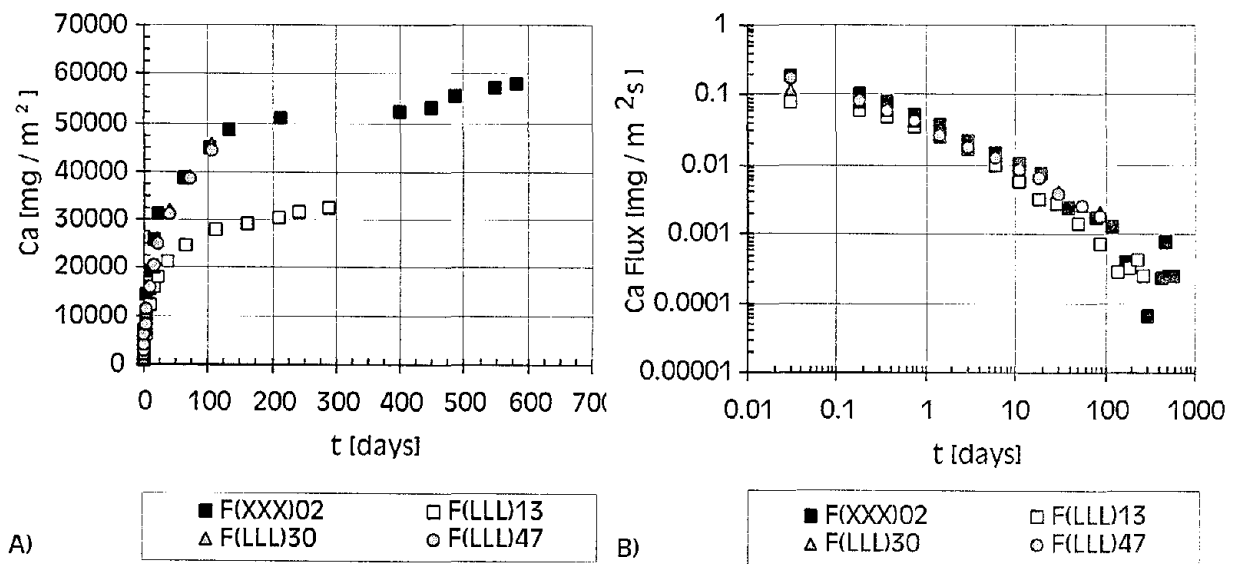 70000
60000
50000
40000
30000
20000
10000
0
Ca [mg / m ²]
0 100 200 300 400 500 600 70
t [days]
■ F(XXX)02 □ F(LLL)13
△ F(LLL)30 ○ F(LLL)47
A)
1
0.1
0.01
0.001
0.0001
0.00001
Ca Flux [mg / m ²s]
0.01 0.1 1 10 100 1000
t [days]
■ F(XXX)02 □ F(LLL)13
△ F(LLL)30 ○ F(LLL)47
B)